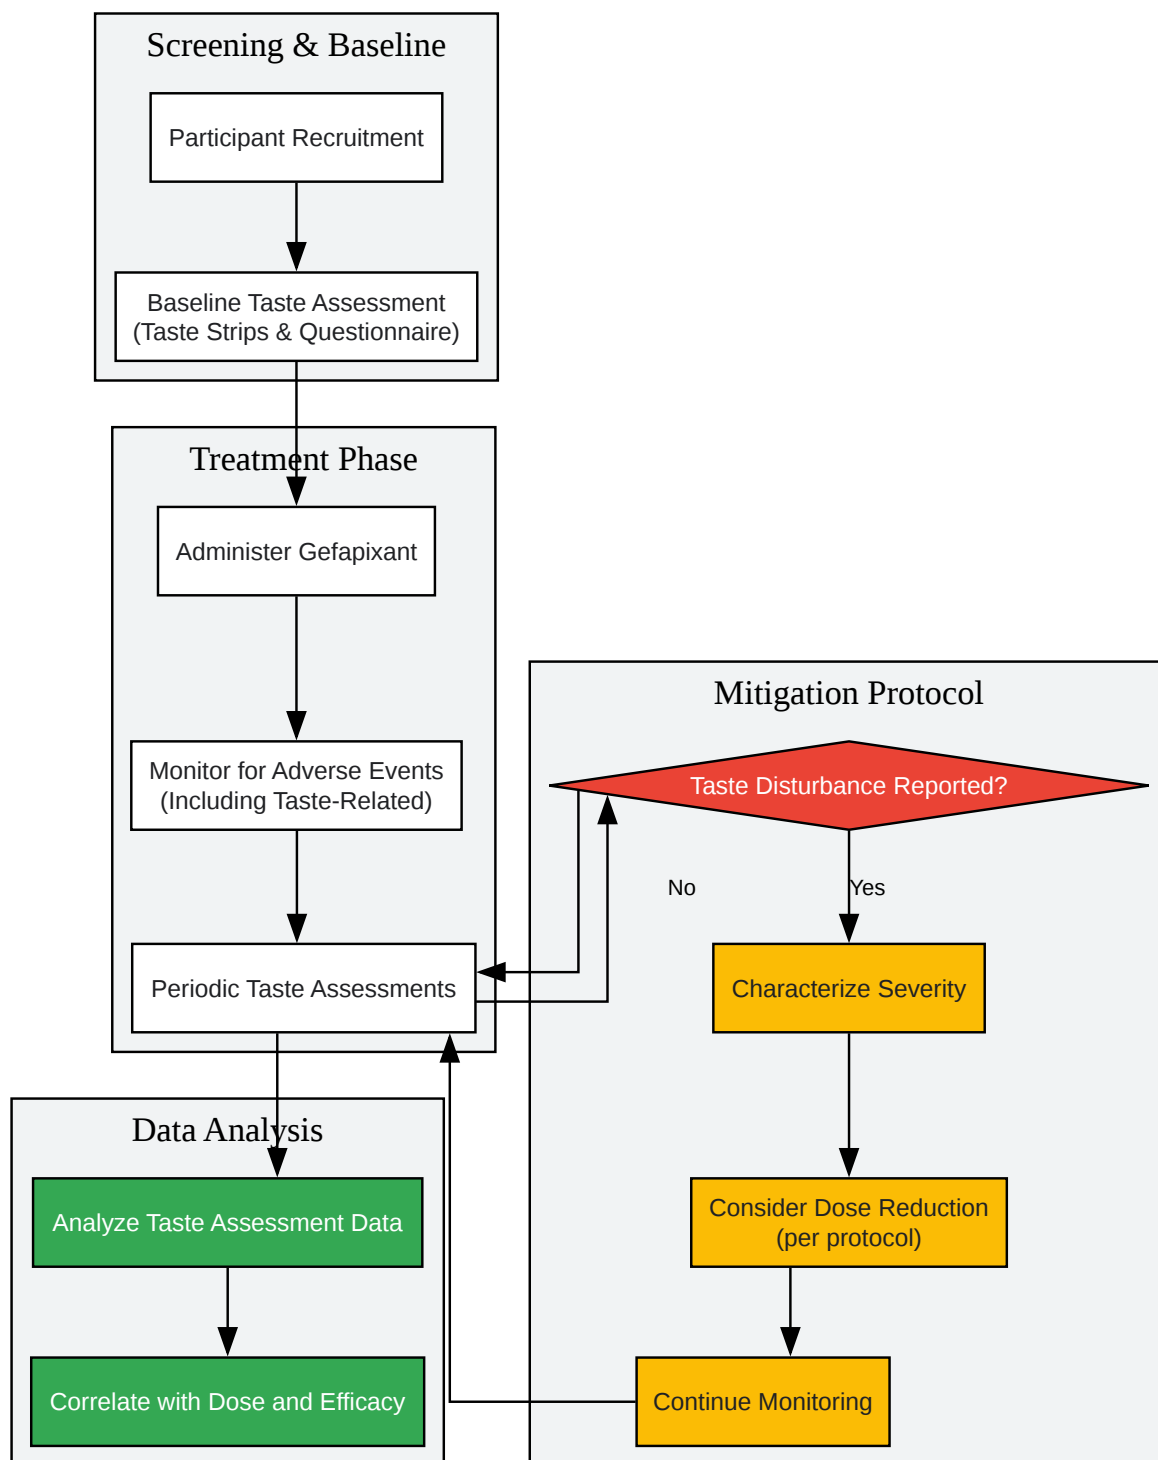 Screening & Baseline
Participant Recruitment
Baseline Taste Assessment
(Taste Strips & Questionnaire)
Treatment Phase
Administer Gefapixant
Monitor for Adverse Events
(Including Taste-Related)
Periodic Taste Assessments
Mitigation Protocol
Taste Disturbance Reported?
No
Yes
Characterize Severity
Consider Dose Reduction
(per protocol)
Continue Monitoring
Data Analysis
Analyze Taste Assessment Data
Correlate with Dose and Efficacy